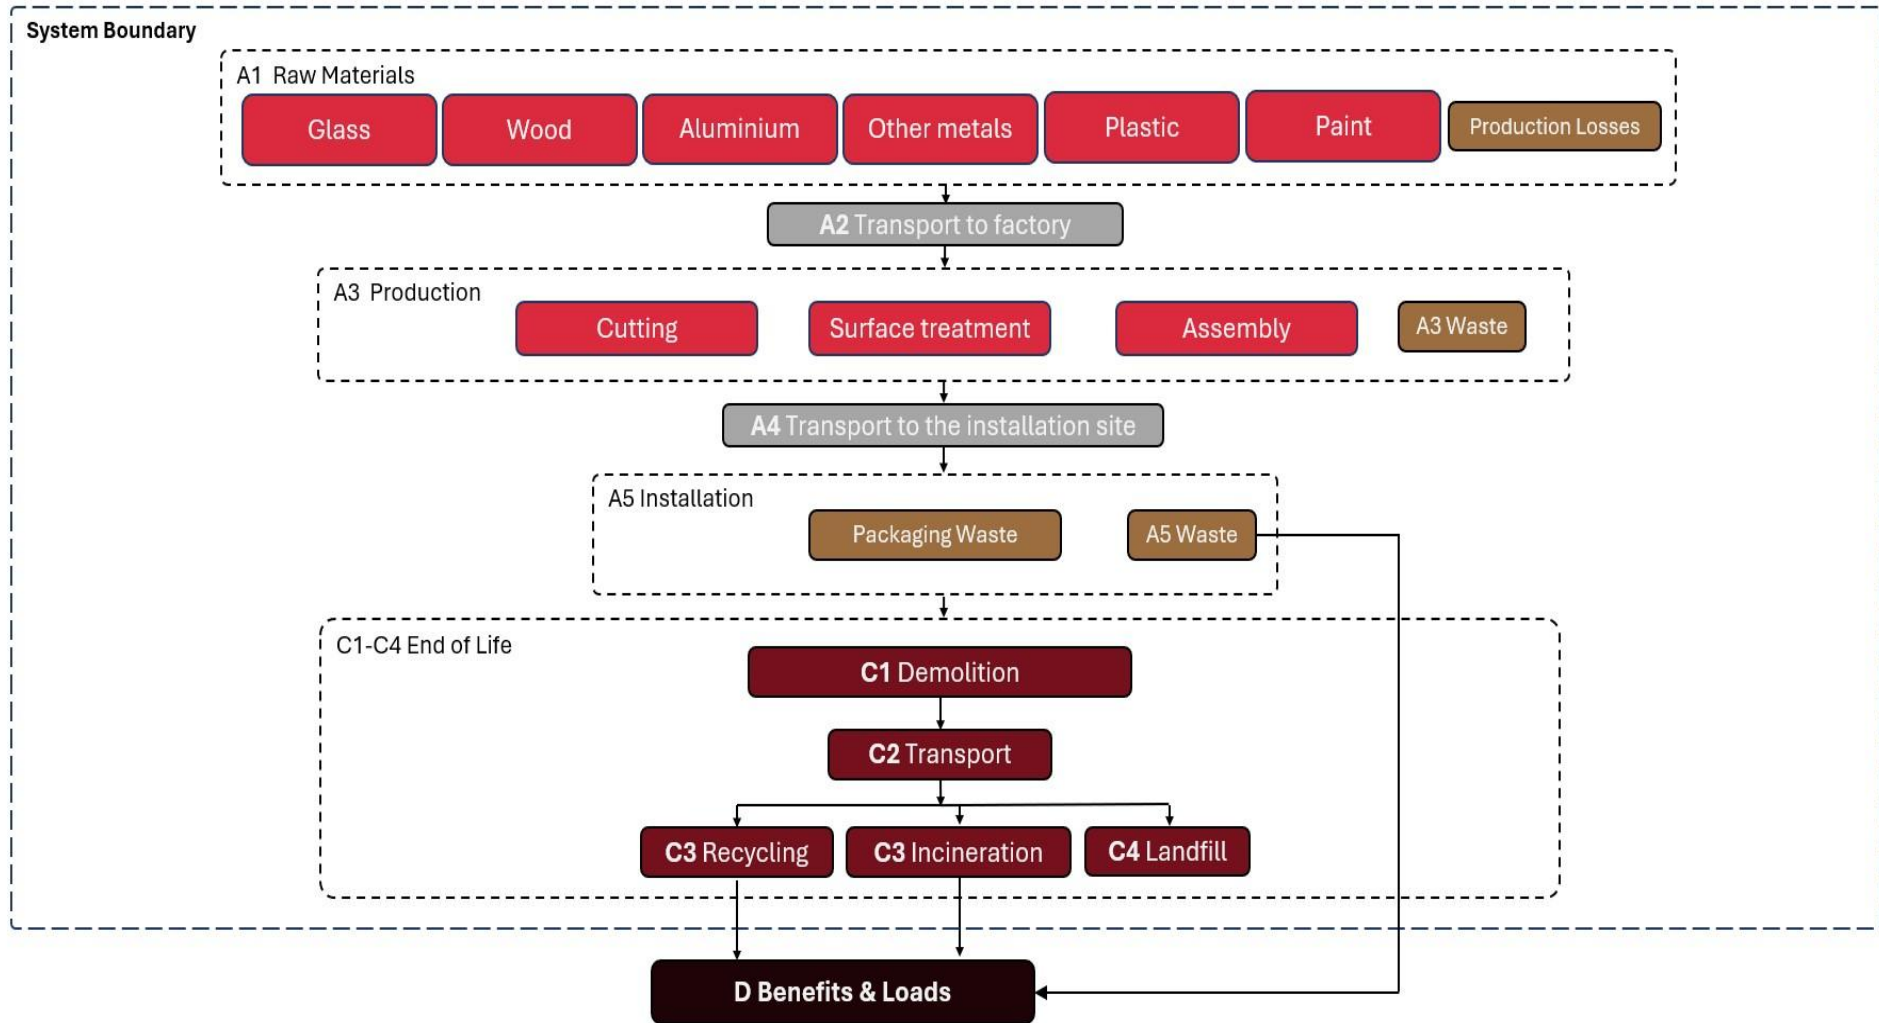 System Boundary
A1 Raw Materials
Glass
Wood
Aluminium
Other metals
Plastic
Paint
Production Losses
A2 Transport to factory
A3 Production
Cutting
Surface treatment
Assembly
A3 Waste
A4 Transport to the installation site
A5 Installation
Packaging Waste
A5 Waste
C1-C4 End of Life
C1 Demolition
C2 Transport
C3 Recycling
C3 Incineration
C4 Landfill
D Benefits & Loads